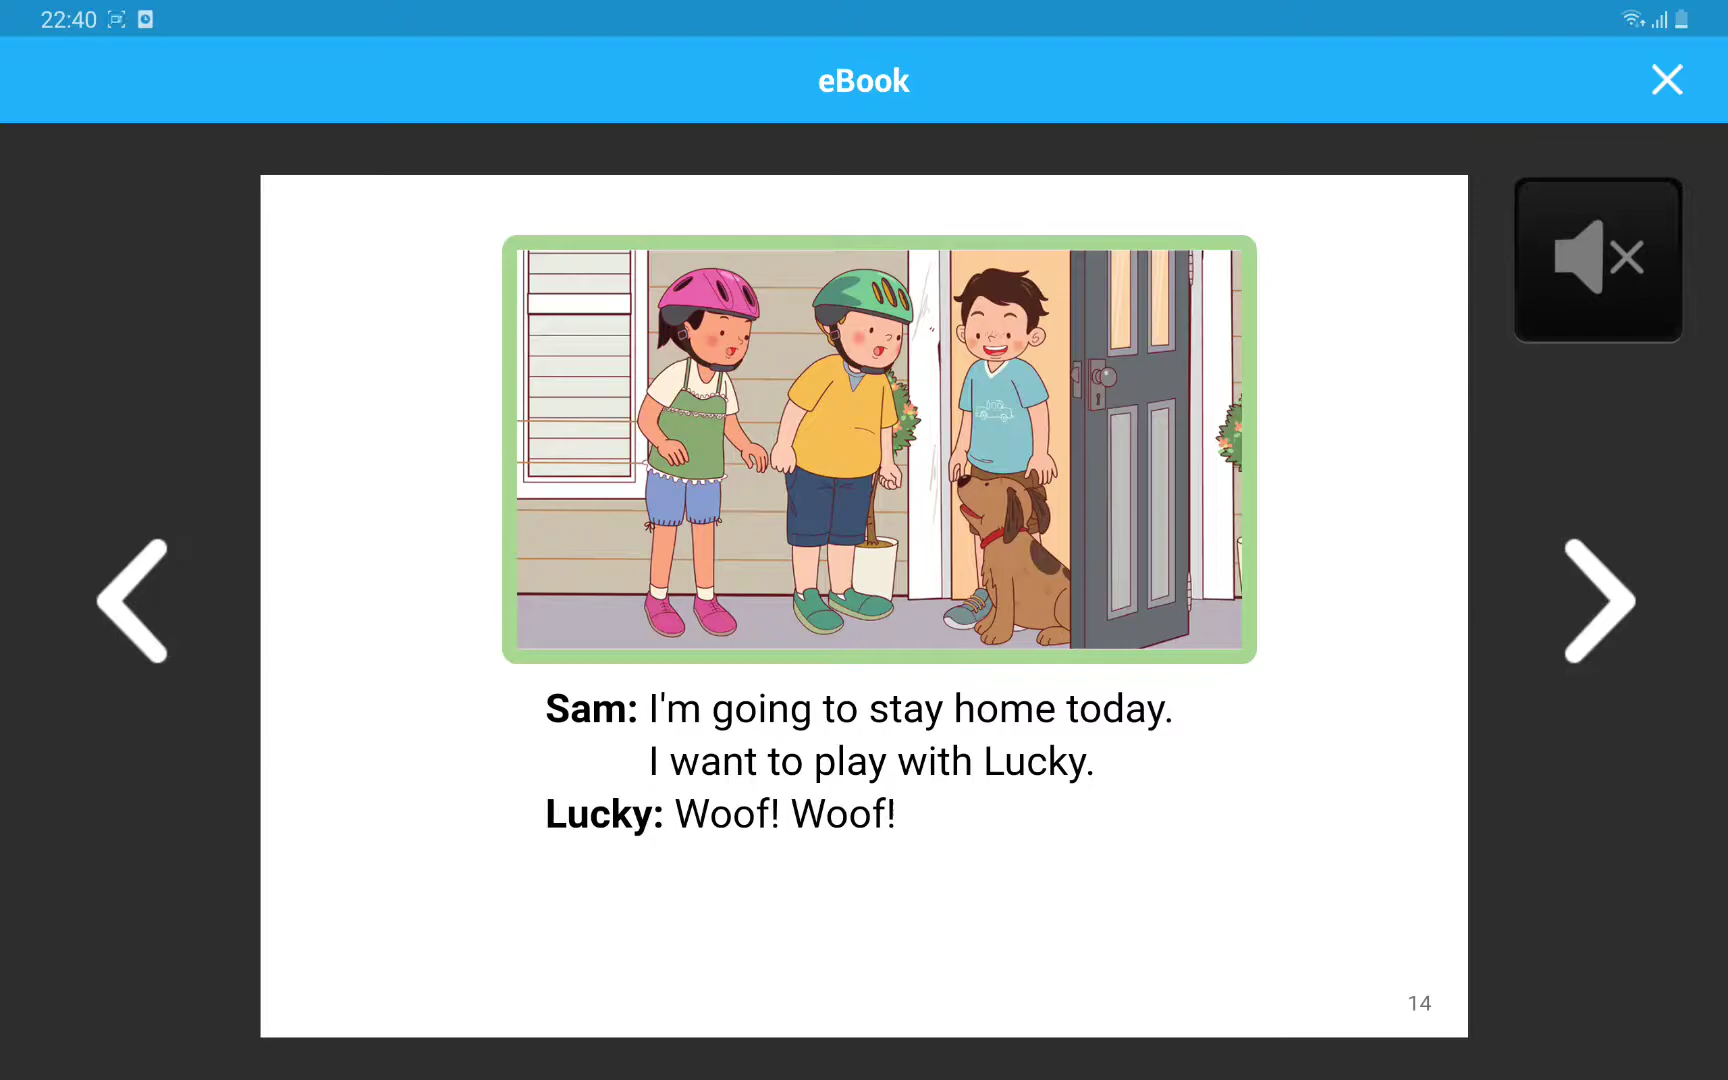 22:40
eBook
Sam: I'm going to stay home today.
I want to play with Lucky.
Lucky: Woof! Woof!
14